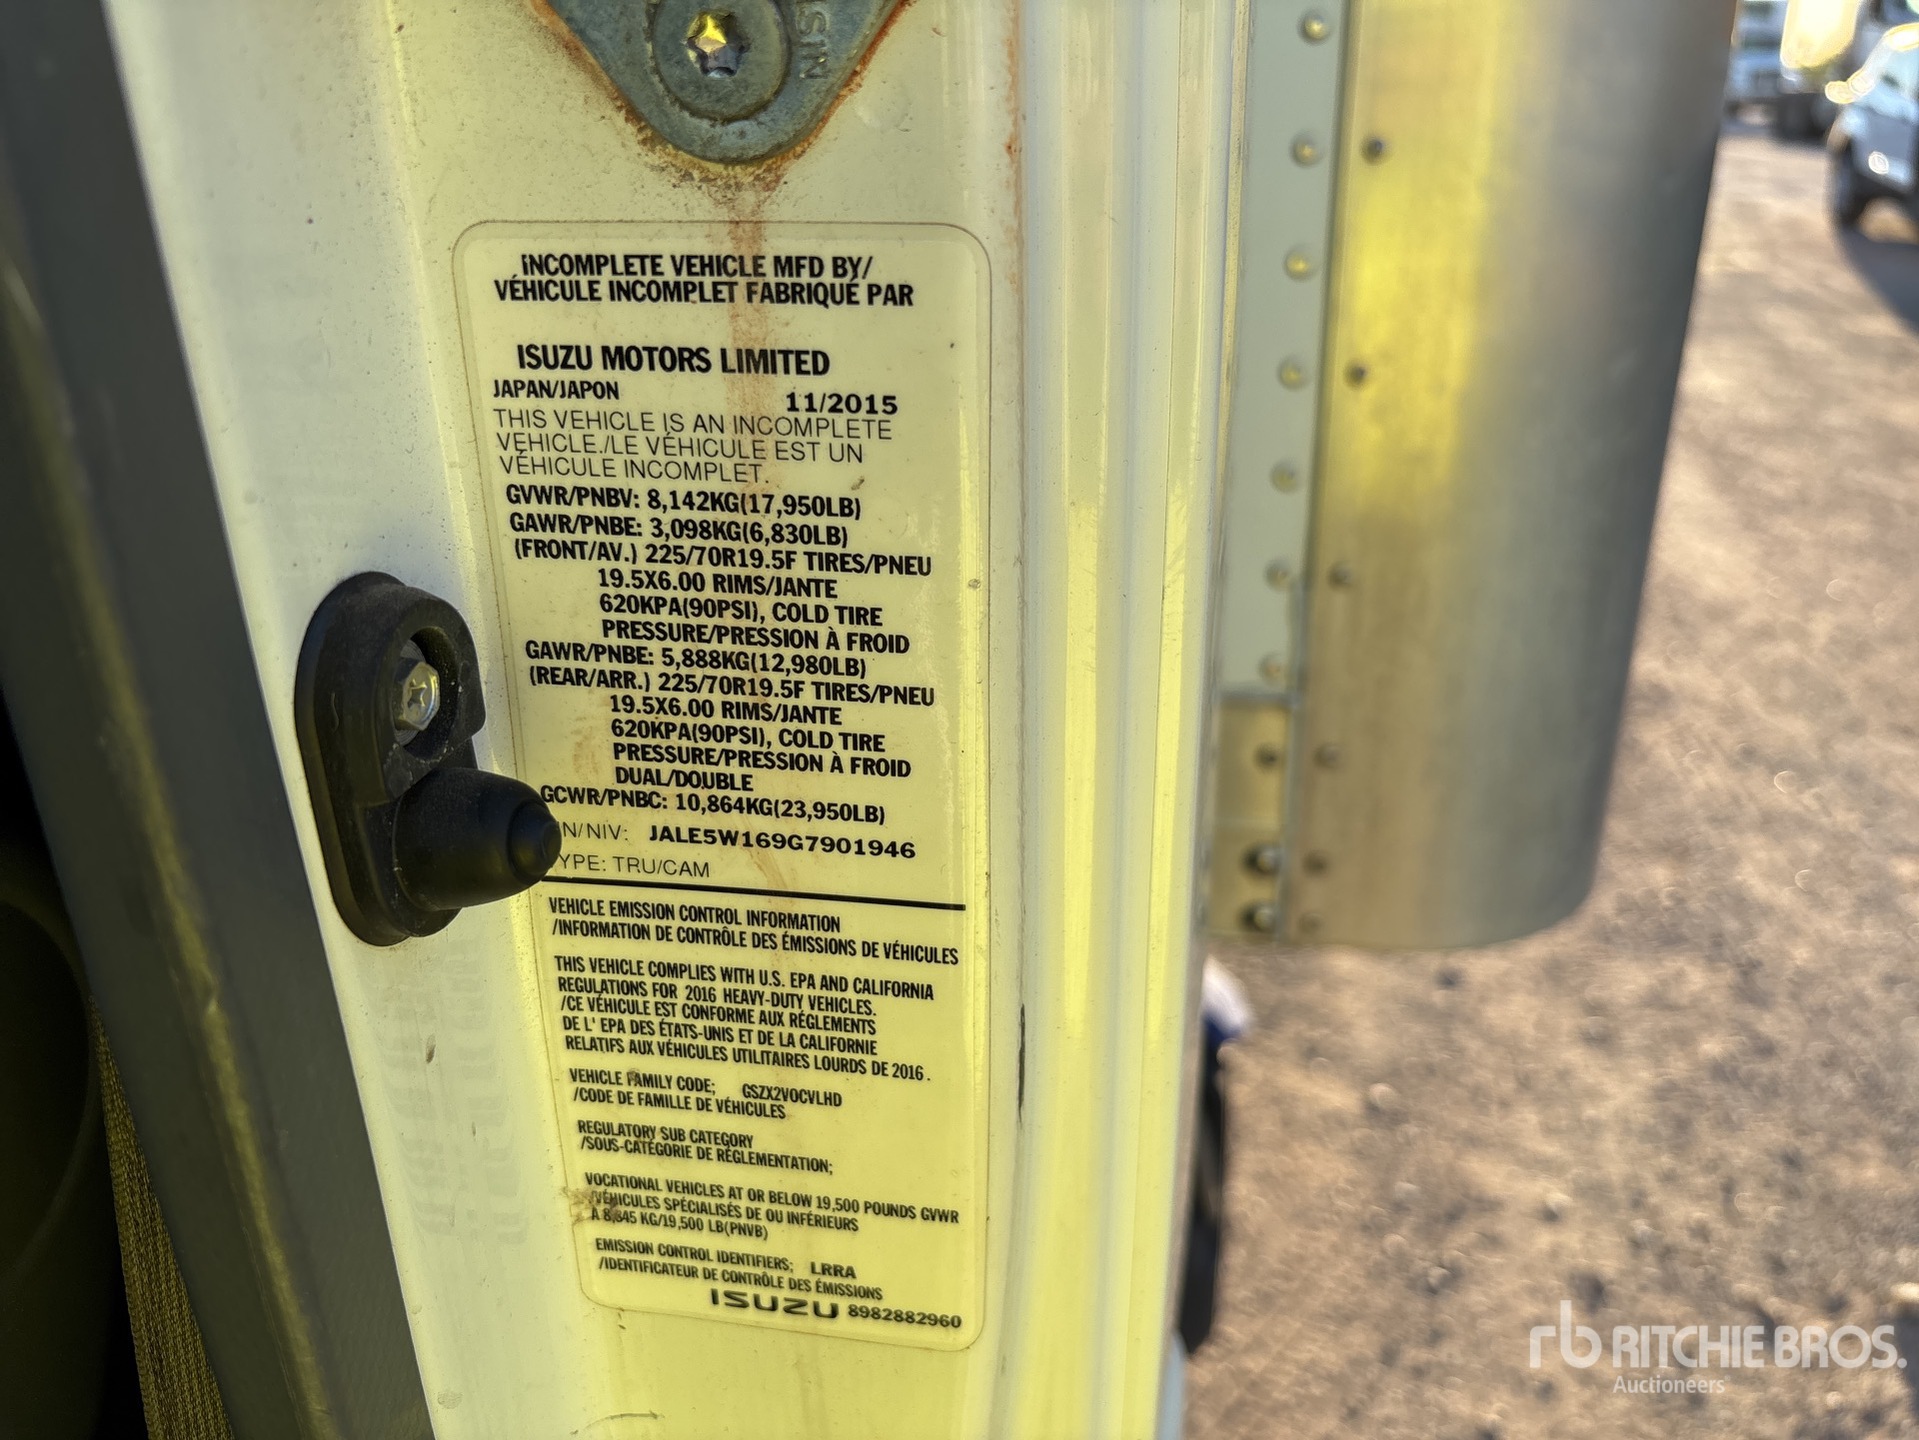 AISIN
INCOMPLETE VEHICLE MFD BY/
VÉHICULE INCOMPLET FABRIQUÉ PAR
ISUZU MOTORS LIMITED
JAPAN/JAPON 11/2015
THIS VEHICLE IS AN INCOMPLETE
VEHICLE./LE VÉHICULE EST UN
VÉHICULE INCOMPLET.
GVWR/PNBV: 8,142KG(17,950LB)
GAWR/PNBE: 3,098KG(6,830LB)
(FRONT/AV.) 225/70R19.5F TIRES/PNEU
19.5X6.00 RIMS/JANTE
620KPA(90PSI), COLD TIRE
PRESSURE/PRESSION À FROID
GAWR/PNBE: 5,888KG(12,980LB)
(REAR/ARR.) 225/70R19.5F TIRES/PNEU
19.5X6.00 RIMS/JANTE
620KPA(90PSI), COLD TIRE
PRESSURE/PRESSION À FROID
DUAL/DOUBLE
GCWR/PNBC: 10,864KG(23,950LB)
N/NIV: JALE5W169G7901946
YPE: TRU/CAM
VEHICLE EMISSION CONTROL INFORMATION
/INFORMATION DE CONTRÔLE DES ÉMISSIONS DE VÉHICULES
THIS VEHICLE COMPLIES WITH U.S. EPA AND CALIFORNIA
REGULATIONS FOR 2016 HEAVY-DUTY VEHICLES.
/CE VÉHICULE EST CONFORME AUX RÉGLEMENTS
DE L' EPA DES ÉTATS-UNIS ET DE LA CALIFORNIE
RELATIFS AUX VÉHICULES UTILITAIRES LOURDS DE 2016.
VEHICLE FAMILY CODE; GSZX2VOCVLHD
/CODE DE FAMILLE DE VÉHICULES
REGULATORY SUB CATEGORY
/SOUS-CATÉGORIE DE RÉGLEMENTATION;
VOCATIONAL VEHICLES AT OR BELOW 19,500 POUNDS GVWR
/VÉHICULES SPÉCIALISÉS DE OU INFÉRIEURS
À 8,845 KG/19,500 LB(PNVB)
EMISSION CONTROL IDENTIFIERS; LRRA
/IDENTIFICATEUR DE CONTRÔLE DES ÉMISSIONS
ISUZU 8982882960
rb RITCHIE BROS.
Auctioneers